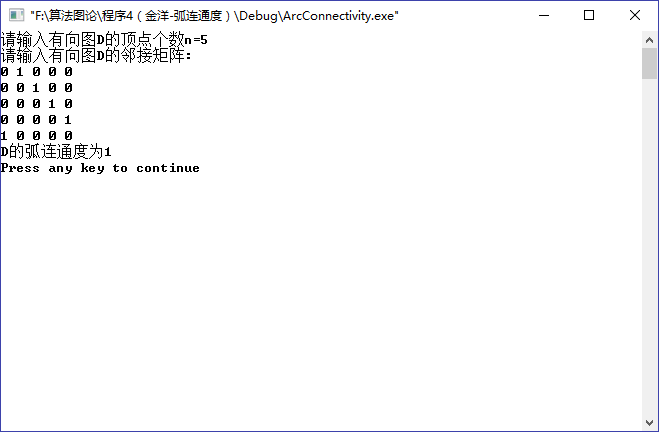 "F:\算法图论\程序4（金洋-弧连通度）\Debug\ArcConnectivity.exe"
请输入有向图D的顶点个数n=5
请输入有向图D的邻接矩阵:
0 1 0 0 0
0 0 1 0 0
0 0 0 1 0
0 0 0 0 1
1 0 0 0 0
D的弧连通度为1
Press any key to continue